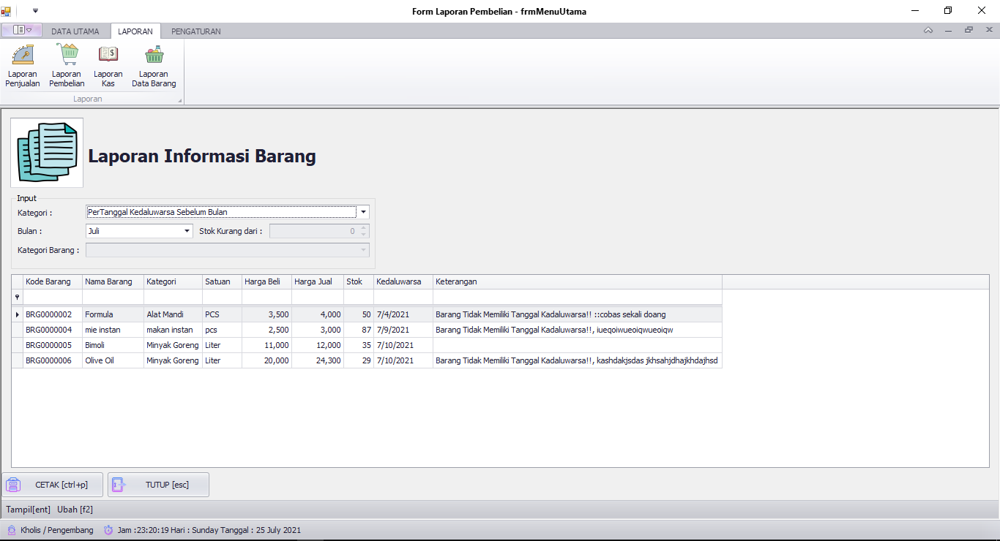 Form Laporan Pembelian - frmMenuUtama
DATA UTAMA LAPORAN PENGATURAN
Laporan Penjualan
Laporan Pembelian
Laporan Kas
Laporan Data Barang
Laporan
Laporan Informasi Barang
Input
Kategori : PerTanggal Kedaluwarsa Sebelum Bulan
Bulan : Juli Stok Kurang dari : 0
Kategori Barang :
Kode Barang Nama Barang Kategori Satuan Harga Beli Harga Jual Stok Kedaluwarsa Keterangan
BRG0000002 Formula Alat Mandi PCS 3,500 4,000 50 7/4/2021 Barang Tidak Memiliki Tanggal Kadaluwarsa!! ::cobas sekali doang
BRG0000004 mie instan makan instan pcs 2,500 3,000 87 7/9/2021 Barang Tidak Memiliki Tanggal Kadaluwarsa!!, iueqoiwueoiqwueoiqw
BRG0000005 Bimoli Minyak Goreng Liter 11,000 12,000 35 7/10/2021
BRG0000006 Olive Oil Minyak Goreng Liter 20,000 24,300 29 7/10/2021 Barang Tidak Memiliki Tanggal Kadaluwarsa!!, kashdakjsdas jkhsahjdhajkhdajhsd
CETAK [ctrl+p] TUTUP [esc]
Tampil[ent] Ubah [f2]
Kholis / Pengembang Jam :23:20:19 Hari : Sunday Tanggal : 25 July 2021